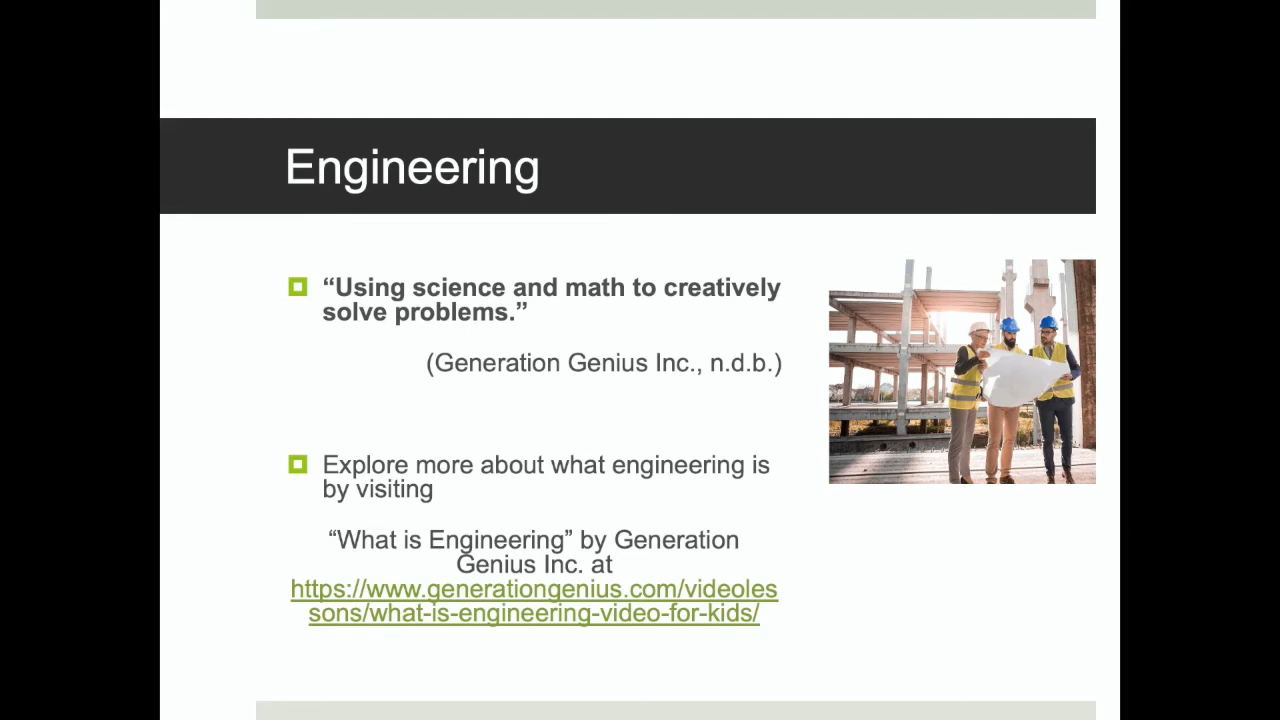 Engineering
“Using science and math to creatively
solve problems.”
(Generation Genius Inc., n.d.b.)
Explore more about what engineering is
by visiting
“What is Engineering” by Generation
Genius Inc. at
https://www.generationgenius.com/videoles
sons/what-is-engineering-video-for-kids/